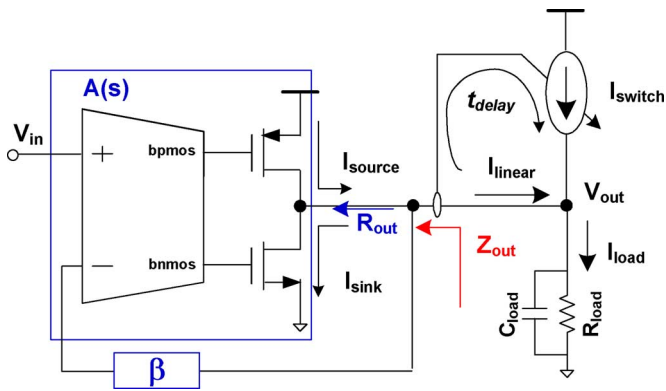 A(s)
V_in
+
bpmos
−
bnmos
I_source
R_out
I_sink
β
t_delay
I_switch
I_linear
V_out
Z_out
I_load
C_load
R_load